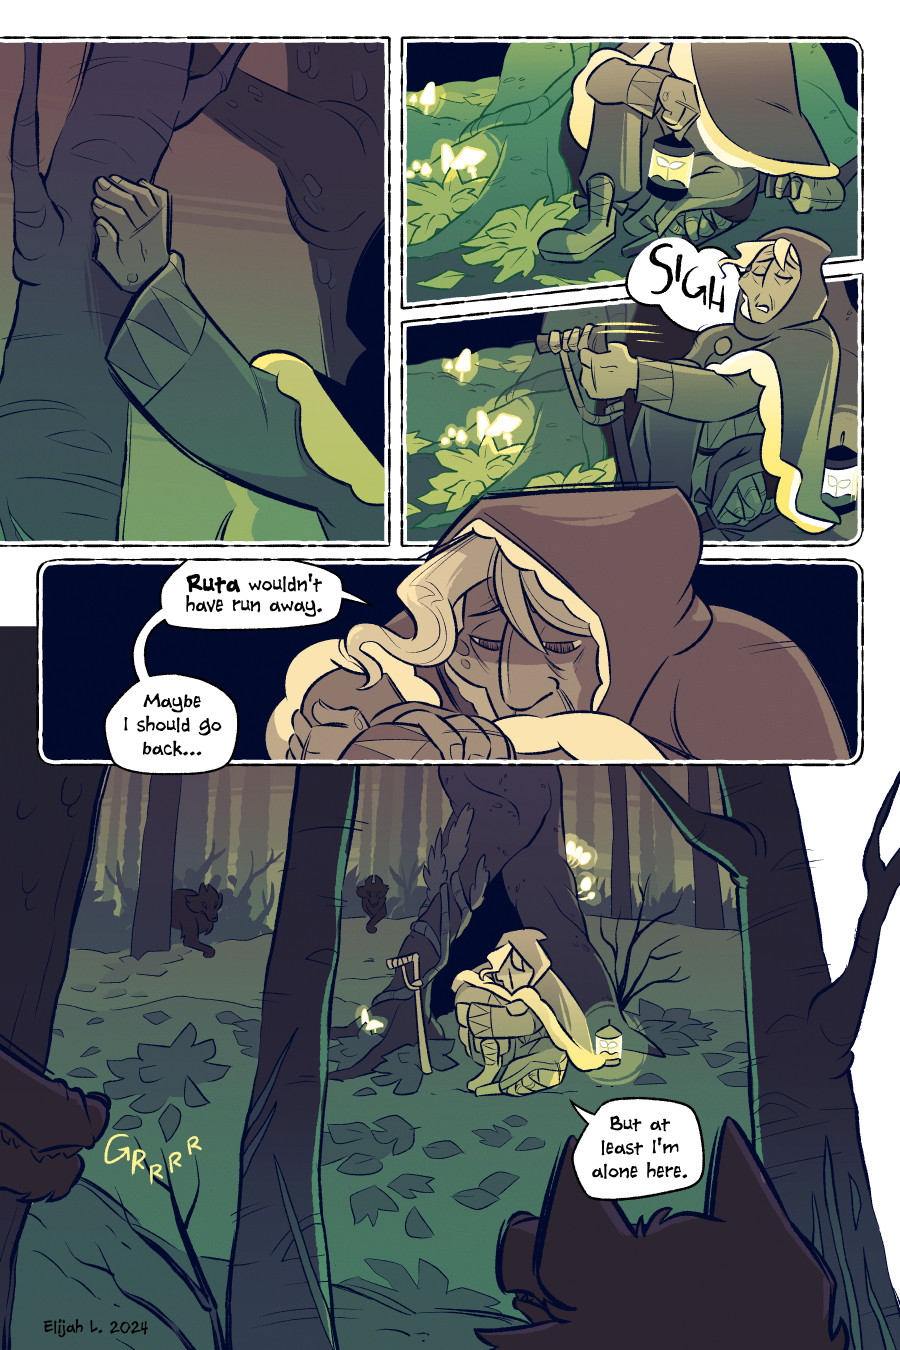 SIGH
Ruta wouldn't
have run away.
Maybe
I should go
back...
GRRRR
But at
least I'm
alone here.
Elijah L. 2024